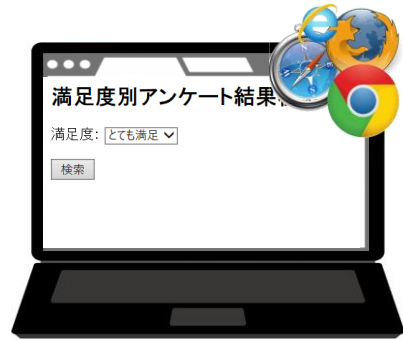 満足度別アンケート結果
満足度: とても満足
検索